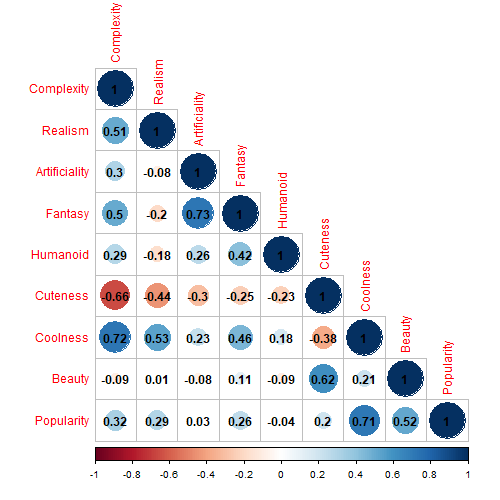 Complexity
Realism
Artificiality
Fantasy
Humanoid
Cuteness
Coolness
Beauty
Popularity
Complexity 1
Realism 0.51 1
Artificiality 0.3 -0.08 1
Fantasy 0.5 -0.2 0.73 1
Humanoid 0.29 -0.18 0.26 0.42 1
Cuteness -0.66 -0.44 -0.3 -0.25 -0.23 1
Coolness 0.72 0.53 0.23 0.46 0.18 -0.38 1
Beauty -0.09 0.01 -0.08 0.11 -0.09 0.62 0.21 1
Popularity 0.32 0.29 0.03 0.26 -0.04 0.2 0.71 0.52 1
-1 -0.8 -0.6 -0.4 -0.2 0 0.2 0.4 0.6 0.8 1